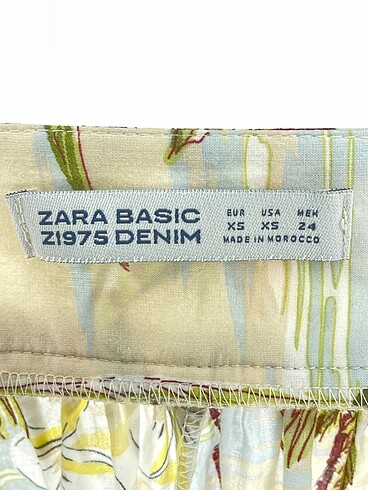 ZARA BASIC
Z1975 DENIM
EUR USA MEX
XS XS 24
MADE IN MOROCCO